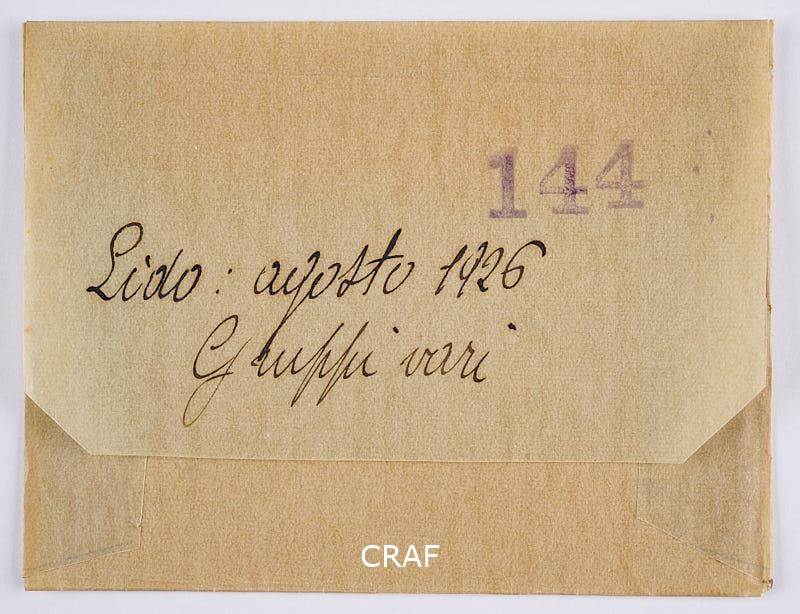 144
Lido: agosto 1926
Gruppi vari
CRAF